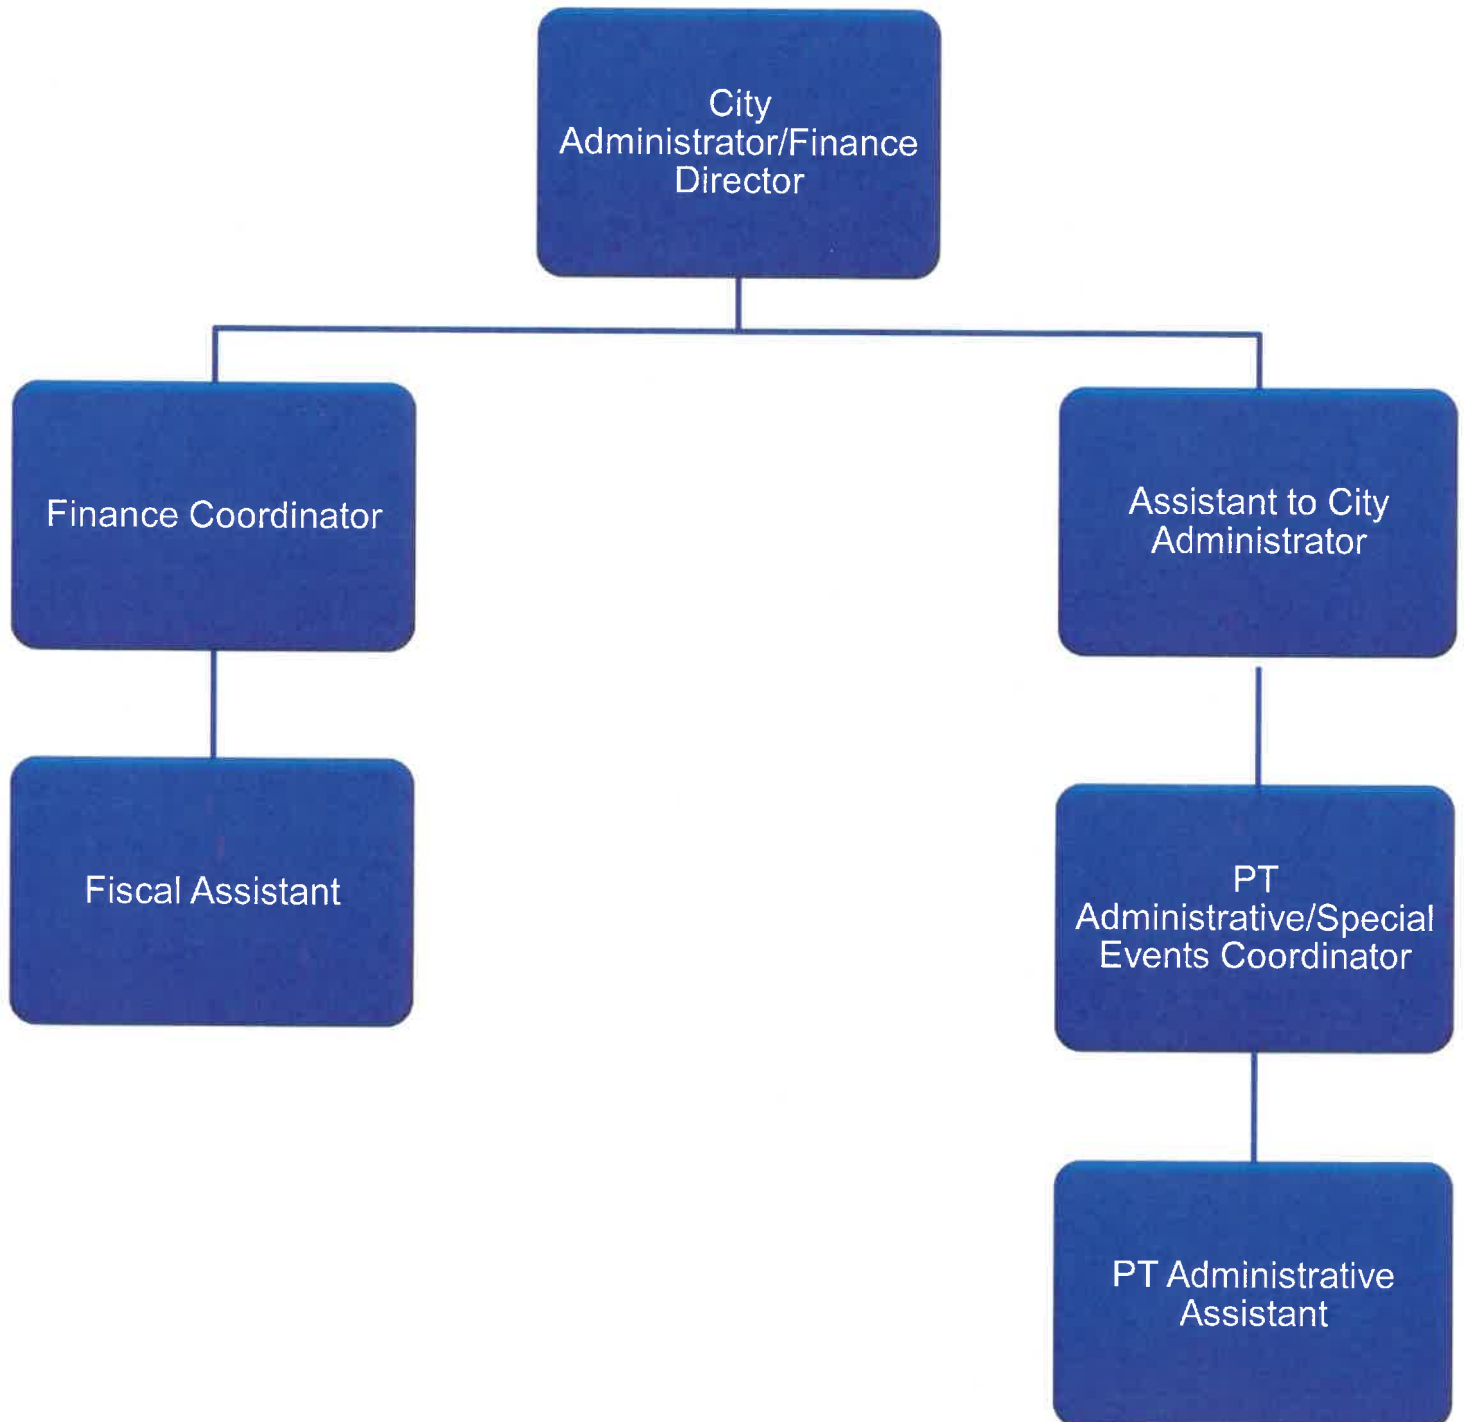 City
Administrator/Finance
Director
Finance Coordinator
Assistant to City
Administrator
Fiscal Assistant
PT
Administrative/Special
Events Coordinator
PT Administrative
Assistant